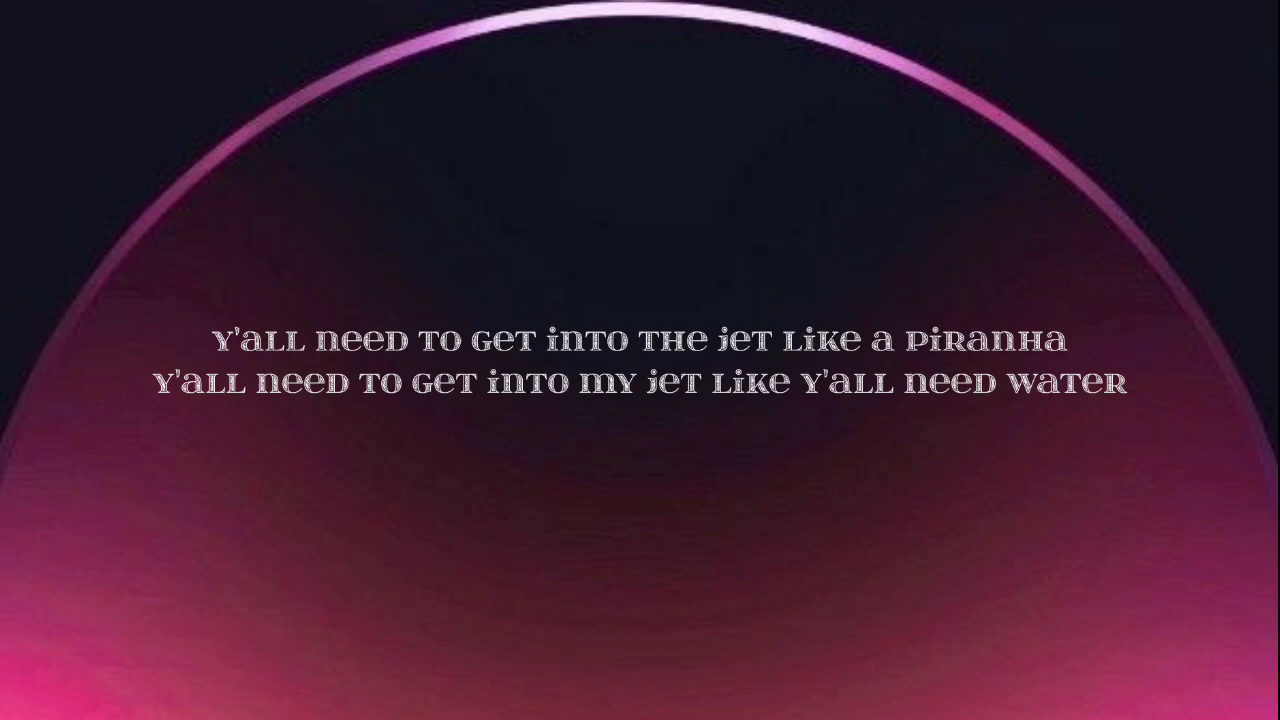 Y'all need to get into the jet like a piranha
Y'all need to get into my jet like y'all need water